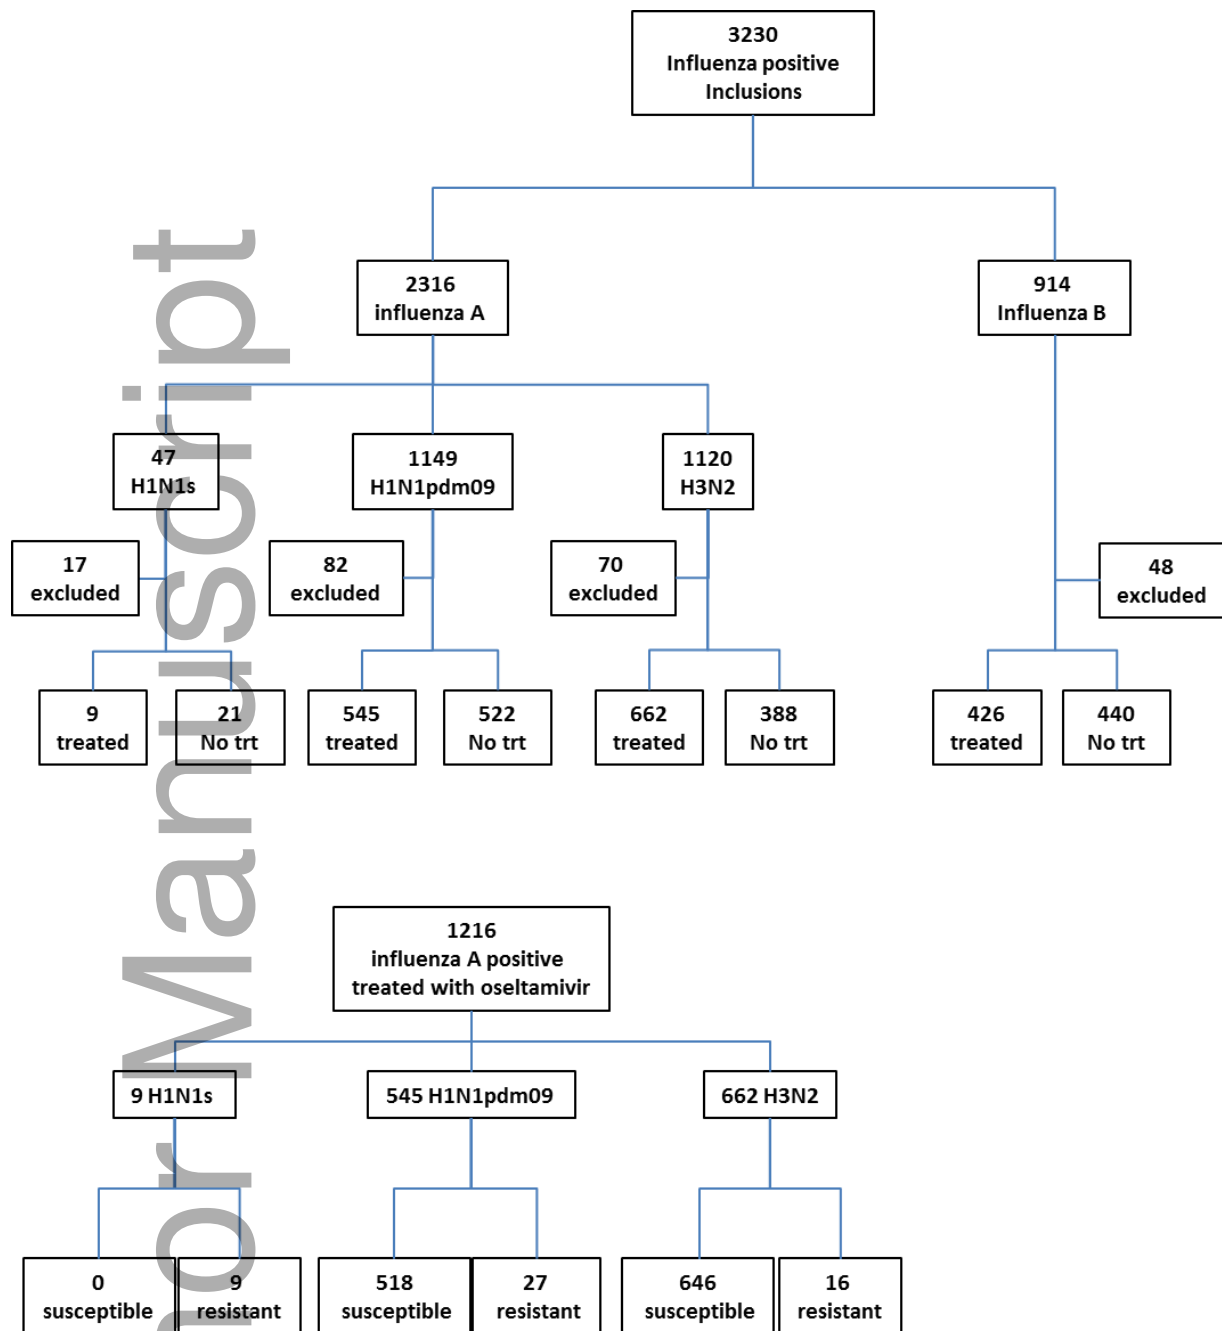 3230
Influenza positive
Inclusions
2316
influenza A
914
Influenza B
47
H1N1s
1149
H1N1pdm09
1120
H3N2
17
excluded
82
excluded
70
excluded
48
excluded
9
treated
21
No trt
545
treated
522
No trt
662
treated
388
No trt
426
treated
440
No trt
1216
influenza A positive
treated with oseltamivir
9 H1N1s
545 H1N1pdm09
662 H3N2
0
susceptible
9
resistant
518
susceptible
27
resistant
646
susceptible
16
resistant
or Manuscript